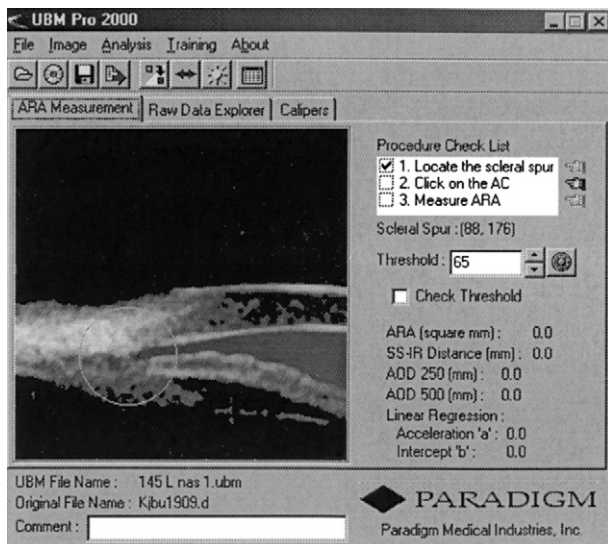 UBM Pro 2000
File Image Analysis Training About
ARA Measurement Raw Data Explorer Calipers
Procedure Check List
1. Locate the scleral spur
2. Click on the AC
3. Measure ARA
Scleral Spur : (88, 176)
Threshold : 65
Check Threshold
ARA (square mm) : 0.0
SS-IR Distance (mm) : 0.0
AOD 250 (mm) : 0.0
AOD 500 (mm) : 0.0
Linear Regression :
Acceleration 'a' : 0.0
Intercept 'b' : 0.0
UBM File Name : 145 L nas 1.ubm
Original File Name : Kjbu1909.d
Comment :
PARADIGM
Paradigm Medical Industries, Inc.